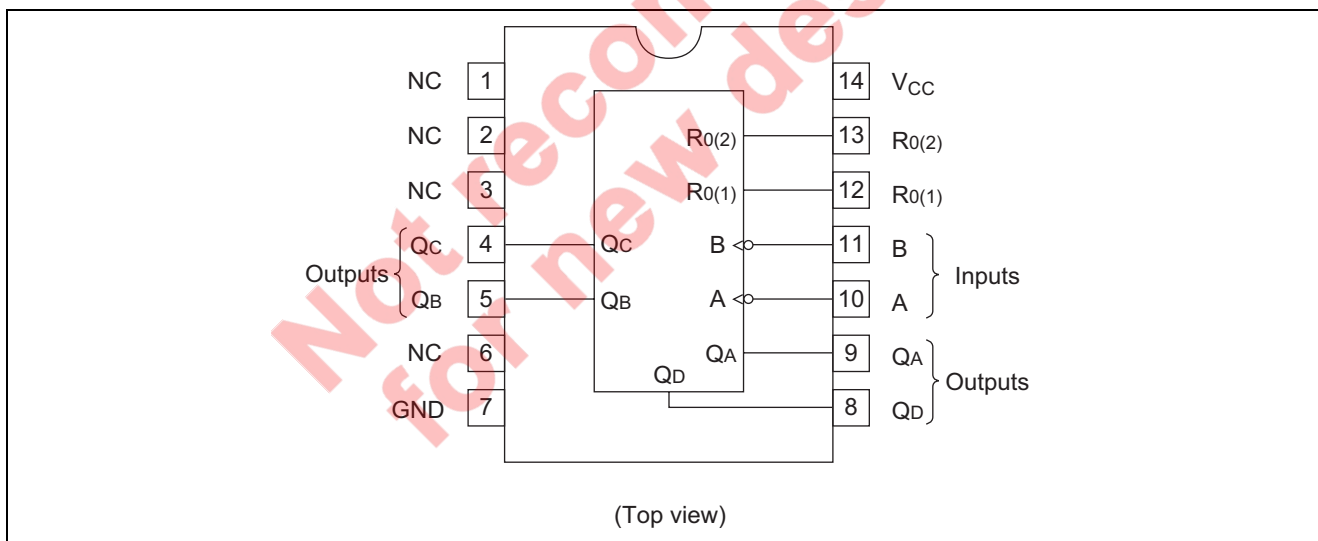 Not recom
for new des
NC 1
NC 2
NC 3
Outputs
QC 4
QB 5
NC 6
GND 7
R0(2)
R0(1)
QC
B
QB
A
QA
QD
14 VCC
13 R0(2)
12 R0(1)
11 B
10 A
Inputs
9 QA
8 QD
Outputs
(Top view)